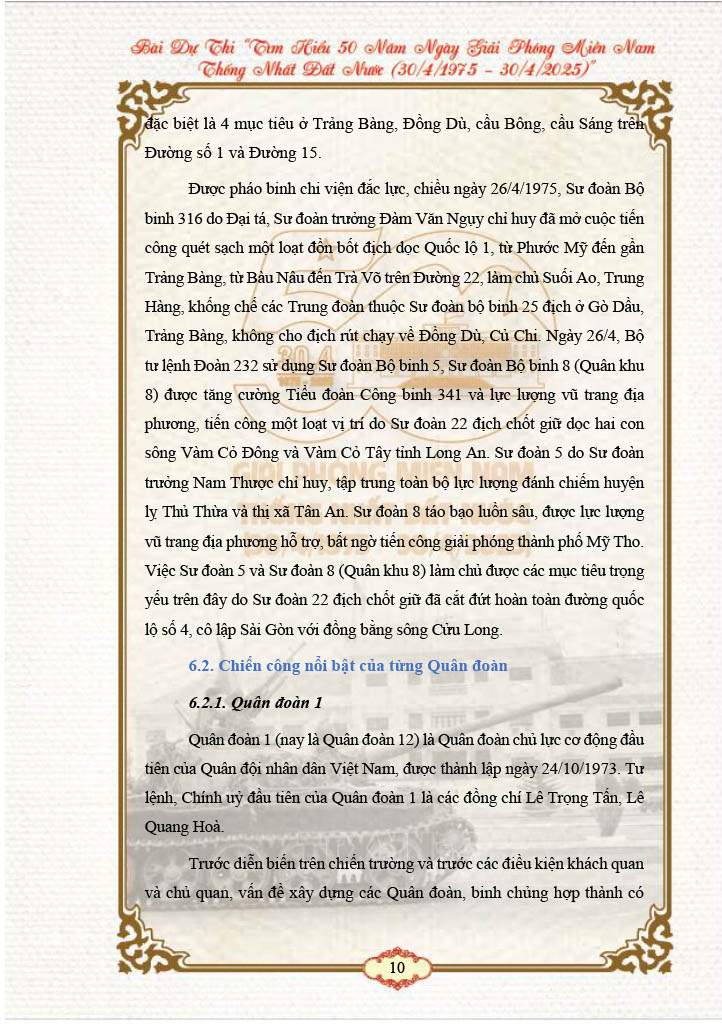 Bài Dự Thi "Tìm Hiểu 50 Năm Ngày Giải Phóng Miền Nam
Thống Nhất Đất Nước (30/4/1975 - 30/4/2025)"
đặc biệt là 4 mục tiêu ở Trảng Bàng, Đồng Dù, cầu Bông, cầu Sáng trên
Đường số 1 và Đường 15.
Được pháo binh chi viện đắc lực, chiều ngày 26/4/1975, Sư đoàn Bộ
binh 316 do Đại tá, Sư đoàn trưởng Đàm Văn Ngụy chỉ huy đã mở cuộc tiến
công quét sạch một loạt đồn bốt địch dọc Quốc lộ 1, từ Phước Mỹ đến gần
Trảng Bàng, từ Bàu Nâu đến Trà Võ trên Đường 22, làm chủ Suối Ao, Trung
Hàng, khống chế các Trung đoàn thuộc Sư đoàn bộ binh 25 địch ở Gò Dầu,
Trảng Bàng, không cho địch rút chạy về Đồng Dù, Củ Chi. Ngày 26/4, Bộ
tư lệnh Đoàn 232 sử dụng Sư đoàn Bộ binh 5, Sư đoàn Bộ binh 8 (Quân khu
8) được tăng cường Tiểu đoàn Công binh 341 và lực lượng vũ trang địa
phương, tiến công một loạt vị trí do Sư đoàn 22 địch chốt giữ dọc hai con
sông Vàm Cỏ Đông và Vàm Cỏ Tây tỉnh Long An. Sư đoàn 5 do Sư đoàn
trưởng Nam Thược chỉ huy, tập trung toàn bộ lực lượng đánh chiếm huyện
lỵ Thủ Thừa và thị xã Tân An. Sư đoàn 8 táo bạo luồn sâu, được lực lượng
vũ trang địa phương hỗ trợ, bất ngờ tiến công giải phóng thành phố Mỹ Tho.
Việc Sư đoàn 5 và Sư đoàn 8 (Quân khu 8) làm chủ được các mục tiêu trọng
yếu trên đây do Sư đoàn 22 địch chốt giữ đã cắt đứt hoàn toàn đường quốc
lộ số 4, cô lập Sài Gòn với đồng bằng sông Cửu Long.
6.2. Chiến công nổi bật của từng Quân đoàn
6.2.1. Quân đoàn 1
Quân đoàn 1 (nay là Quân đoàn 12) là Quân đoàn chủ lực cơ động đầu
tiên của Quân đội nhân dân Việt Nam, được thành lập ngày 24/10/1973. Tư
lệnh, Chính uỷ đầu tiên của Quân đoàn 1 là các đồng chí Lê Trọng Tấn, Lê
Quang Hoà.
Trước diễn biến trên chiến trường và trước các điều kiện khách quan
và chủ quan, vấn đề xây dựng các Quân đoàn, binh chủng hợp thành có
10